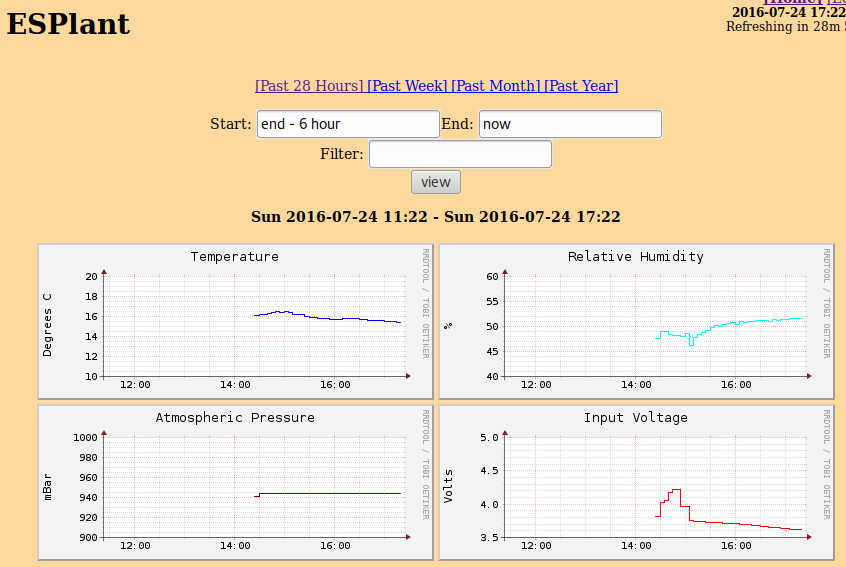 [Home] [
ESPlant
2016-07-24 17:22
Refreshing in 28m
[Past 28 Hours] [Past Week] [Past Month] [Past Year]
Start: end - 6 hour End: now
Filter:
view
Sun 2016-07-24 11:22 - Sun 2016-07-24 17:22
Temperature
Degrees C
20
18
16
14
12
10
12:00 14:00 16:00
RRDTOOL / TOBI OETIKER
Relative Humidity
%
60
55
50
45
40
12:00 14:00 16:00
RRDTOOL / TOBI OETIKER
Atmospheric Pressure
mBar
1000
980
960
940
920
900
12:00 14:00 16:00
RRDTOOL / TOBI OETIKER
Input Voltage
Volts
5.0
4.5
4.0
3.5
12:00 14:00 16:00
RRDTOOL / TOBI OETIKER